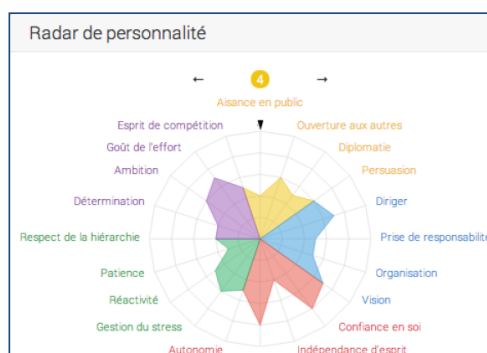 Radar de personnalité
← 4 →
Aisance en public
Esprit de compétition
Ouverture aux autres
Goût de l'effort
Diplomatie
Ambition
Persuasion
Détermination
Diriger
Respect de la hiérarchie
Prise de responsabilité
Patience
Organisation
Réactivité
Vision
Gestion du stress
Confiance en soi
Autonomie
Indépendance d'esprit